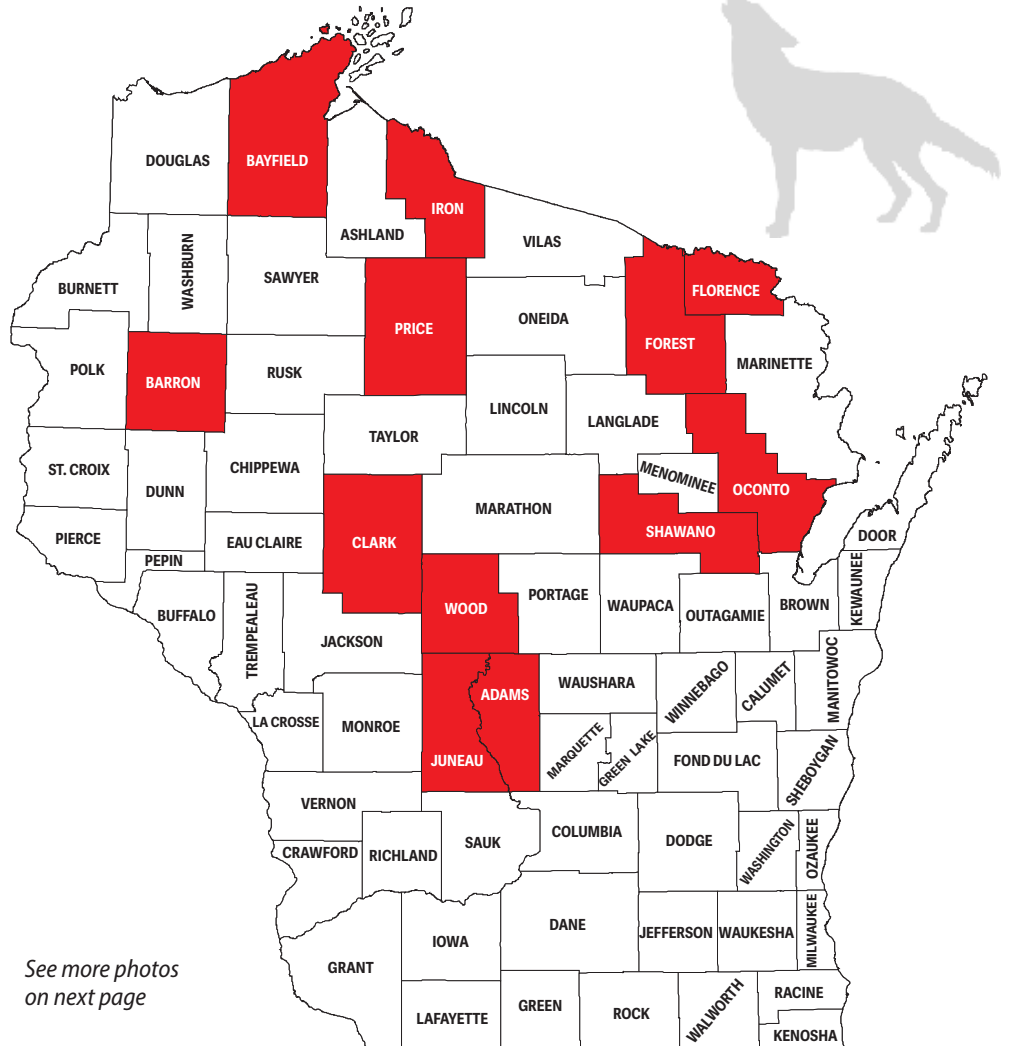 DOUGLAS
BAYFIELD
IRON
ASHLAND
VILAS
WASHBURN
SAWYER
BURNETT
FLORENCE
ONEIDA
PRICE
FOREST
MARINETTE
POLK
BARRON
RUSK
LINCOLN
LANGLADE
TAYLOR
ST. CROIX
CHIPPEWA
MENOMINEE
DUNN
OCONTO
MARATHON
SHAWANO
DOOR
PIERCE
EAU CLAIRE
CLARK
PEPIN
PORTAGE
WAUPACA
OUTAGAMIE
BROWN
KEWAUNEE
BUFFALO
TREMPEALEAU
JACKSON
WOOD
WAUSHARA
WINNEBAGO
CALUMET
MANITOWOC
ADAMS
LA CROSSE
MONROE
JUNEAU
MARQUETTE
GREEN LAKE
FOND DU LAC
SHEBOYGAN
VERNON
CRAWFORD
RICHLAND
SAUK
COLUMBIA
DODGE
WASHINGTON
OZAUKEE
IOWA
DANE
JEFFERSON
WAUKESHA
MILWAUKEE
GRANT
See more photos
on next page
LAFAYETTE
GREEN
ROCK
WALWORTH
RACINE
KENOSHA